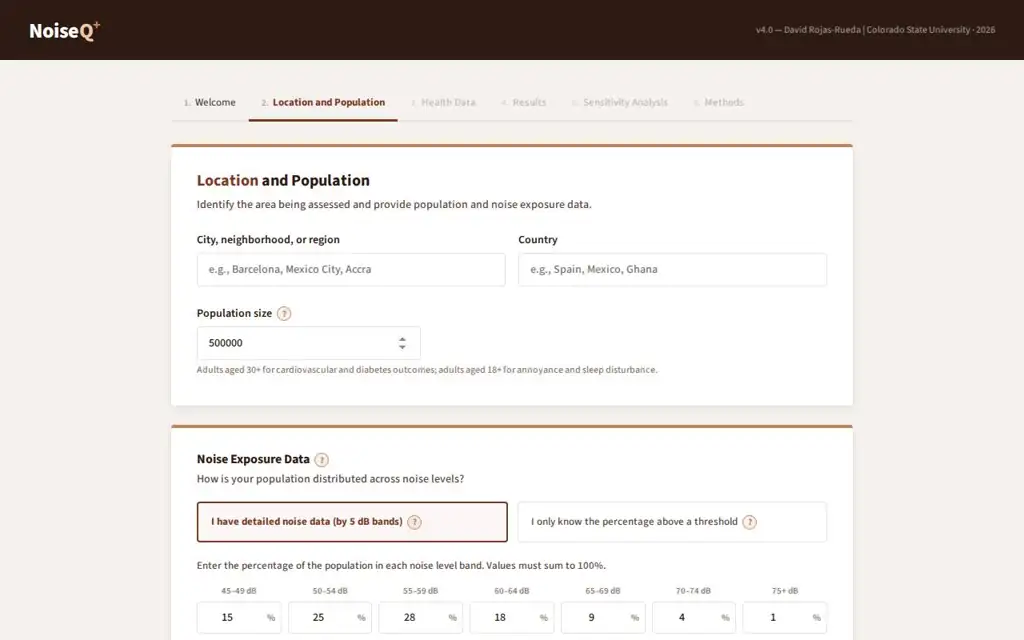 NoiseQ+
v4.0 — David Rojas-Rueda | Colorado State University · 2026
1. Welcome
2. Location and Population
3. Health Data
4. Results
5. Sensitivity Analysis
6. Methods
Location and Population
Identify the area being assessed and provide population and noise exposure data.
City, neighborhood, or region
Country
e.g., Barcelona, Mexico City, Accra
e.g., Spain, Mexico, Ghana
Population size ?
500000
Adults aged 30+ for cardiovascular and diabetes outcomes; adults aged 18+ for annoyance and sleep disturbance.
Noise Exposure Data ?
How is your population distributed across noise levels?
I have detailed noise data (by 5 dB bands) ?
I only know the percentage above a threshold ?
Enter the percentage of the population in each noise level band. Values must sum to 100%.
45–49 dB 50–54 dB 55–59 dB 60–64 dB 65–69 dB 70–74 dB 75+ dB
15 % 25 % 28 % 18 % 9 % 4 % 1 %